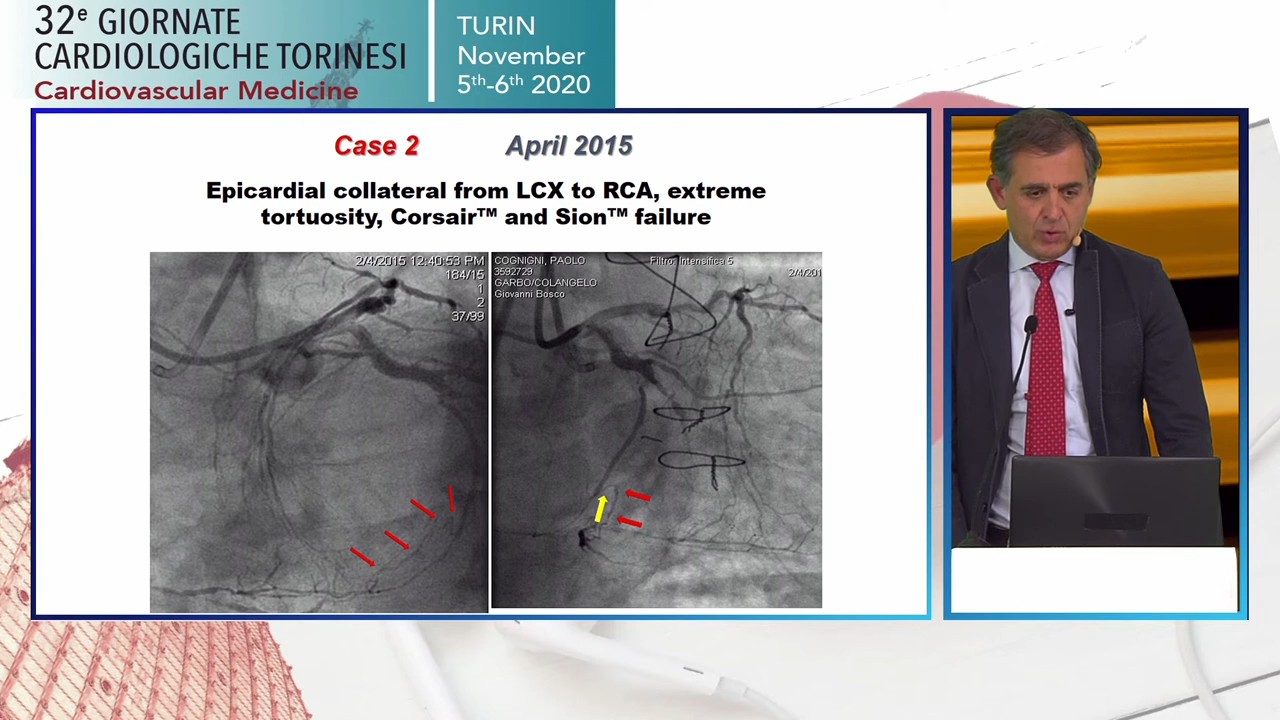 32e GIORNATE
CARDIOLOGICHE TORINESI
Cardiovascular Medicine
TURIN
November
5th-6th 2020
Case 2 April 2015
Epicardial collateral from LCX to RCA, extreme
tortuosity, Corsair™ and Sion™ failure
2/4/2015 12:40:53 PM
184/15
1
2
37/99
COGNIGNI, PAOLO
3592729
GARBO/COLANGELO
Giovanni Bosco
Filtro. Intensifica 5
2/4/201